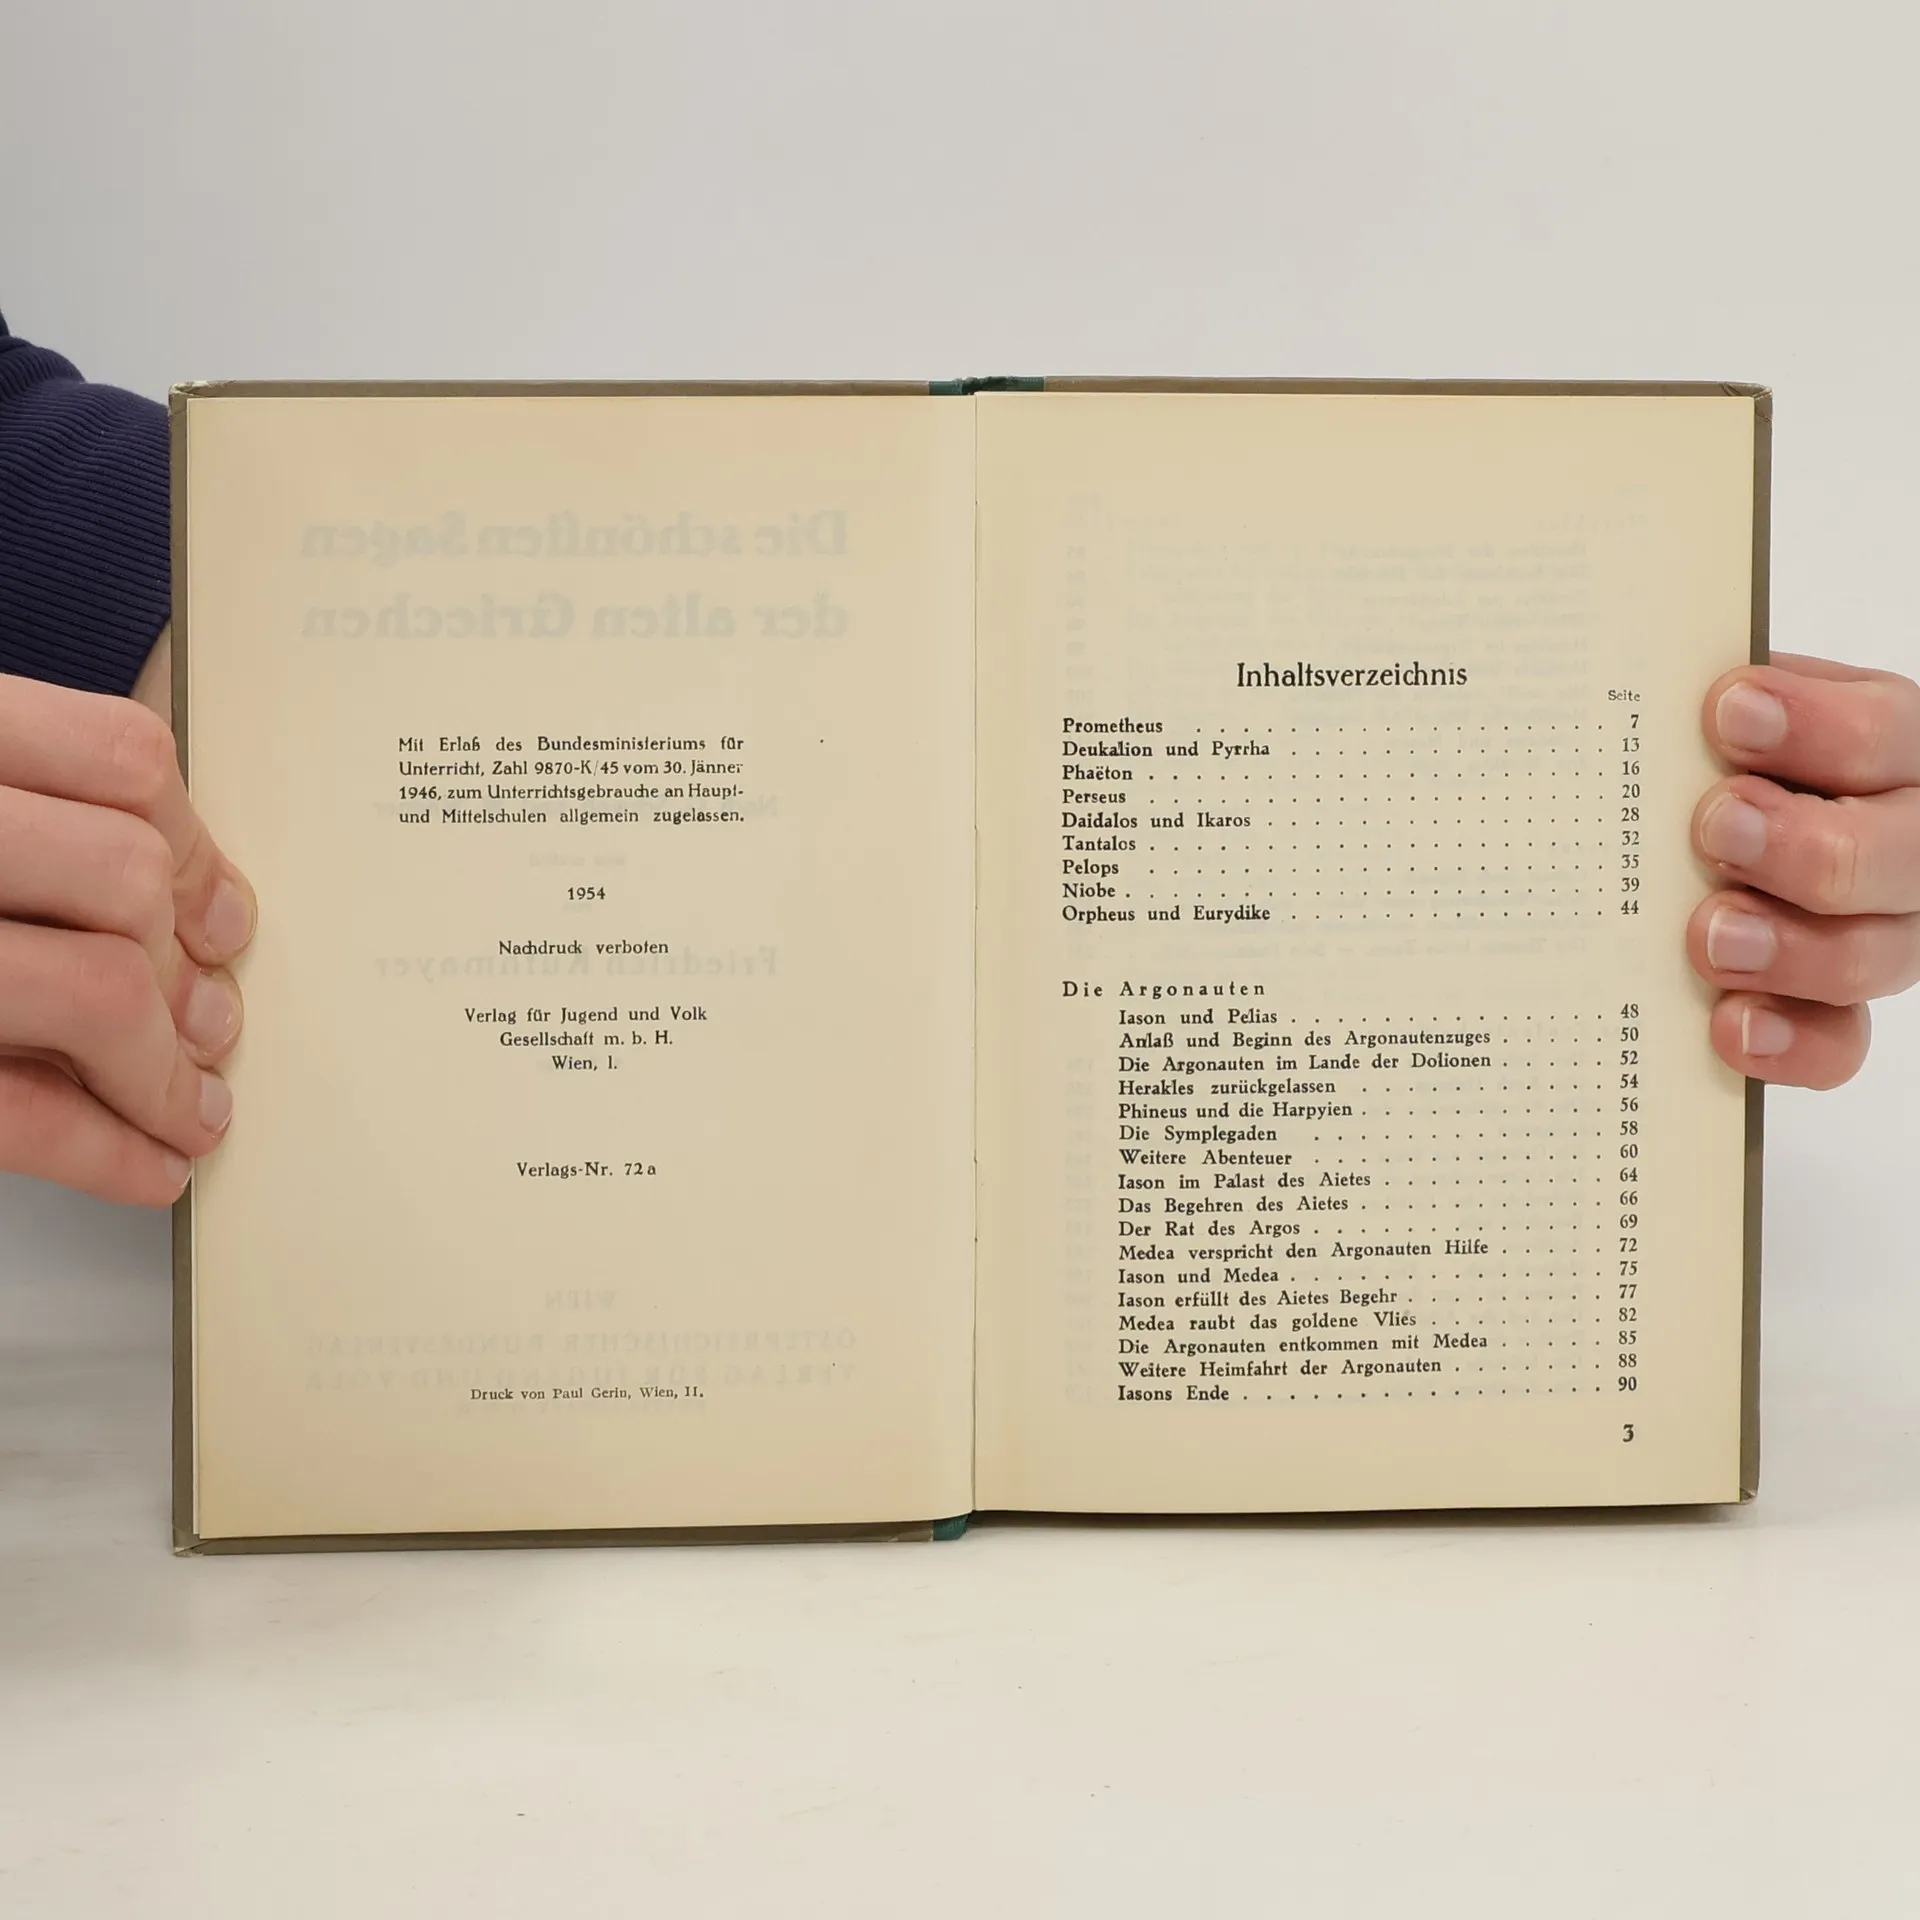 Mit Erlaß des Bundesministeriums für
Unterricht, Zahl 9870-K/45 vom 30. Jänner
1946, zum Unterrichtsgebrauche an Haupt-
und Mittelschulen allgemein zugelassen.
1954
Nachdruck verboten
Verlag für Jugend und Volk
Gesellschaft m. b. H.
Wien, I.
Verlags-Nr. 72a
Druck von Paul Gerin, Wien, II.
Inhaltsverzeichnis
Seite
Prometheus . . . . . . . . . . . . . . . . . . 7
Deukalion und Pyrrha . . . . . . . . . . . . . . 13
Phaëton . . . . . . . . . . . . . . . . . . . . 16
Perseus . . . . . . . . . . . . . . . . . . . . 20
Daidalos und Ikaros . . . . . . . . . . . . . . . 28
Tantalos . . . . . . . . . . . . . . . . . . . . 32
Pelops . . . . . . . . . . . . . . . . . . . . 35
Niobe . . . . . . . . . . . . . . . . . . . . . 39
Orpheus und Eurydike . . . . . . . . . . . . . . 44
Die Argonauten
Iason und Pelias . . . . . . . . . . . . . . 48
Anlaß und Beginn des Argonautenzuges . . . . . 50
Die Argonauten im Lande der Dolionen . . . . . 52
Herakles zurückgelassen . . . . . . . . . . . 54
Phineus und die Harpyien . . . . . . . . . . . 56
Die Symplegaden . . . . . . . . . . . . . 58
Weitere Abenteuer . . . . . . . . . . . . . 60
Iason im Palast des Aietes . . . . . . . . . . 64
Das Begehren des Aietes . . . . . . . . . . . 66
Der Rat des Argos . . . . . . . . . . . . . 69
Medea verspricht den Argonauten Hilfe . . . . . 72
Iason und Medea . . . . . . . . . . . . . . 75
Iason erfüllt des Aietes Begehr . . . . . . . . . 77
Medea raubt das goldene Vlies . . . . . . . . 82
Die Argonauten entkommen mit Medea . . . . . 85
Weitere Heimfahrt der Argonauten . . . . . . . 88
Iasons Ende . . . . . . . . . . . . . . . . 90
3